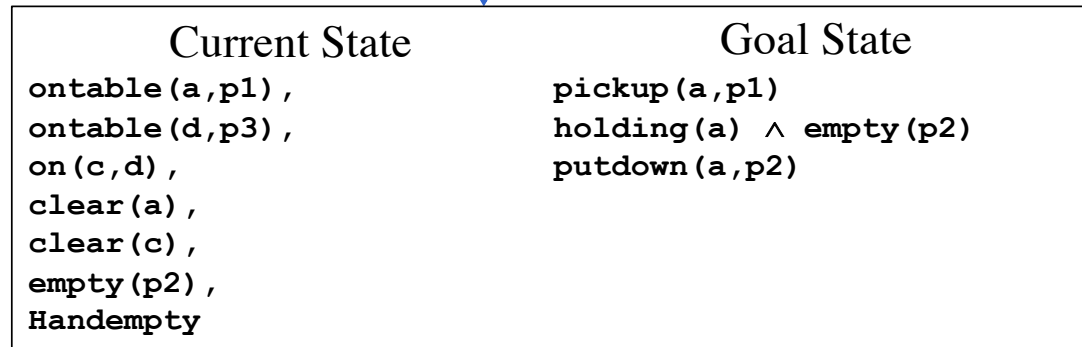 Current State
ontable(a,p1),
ontable(d,p3),
on(c,d),
clear(a),
clear(c),
empty(p2),
Handempty
Goal State
pickup(a,p1)
holding(a) ∧ empty(p2)
putdown(a,p2)